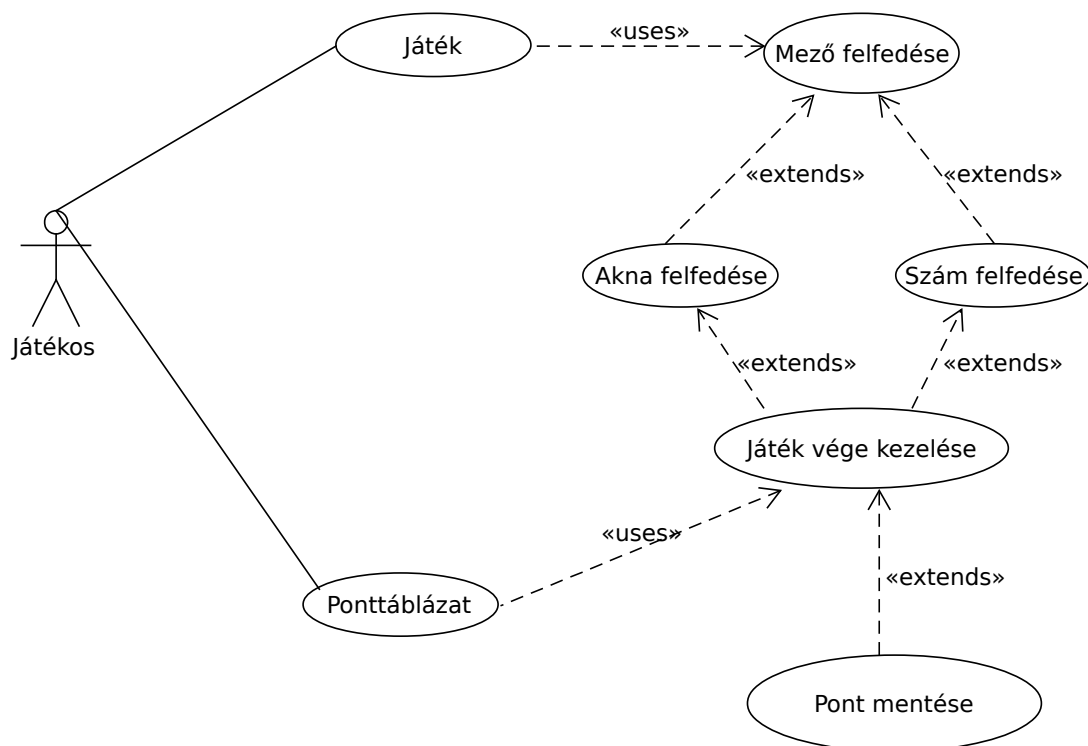 Játék
«uses»
Mező felfedése
«extends»
«extends»
Akna felfedése
Szám felfedése
Játékos
«extends»
«extends»
Játék vége kezelése
«uses»
Ponttáblázat
«extends»
Pont mentése